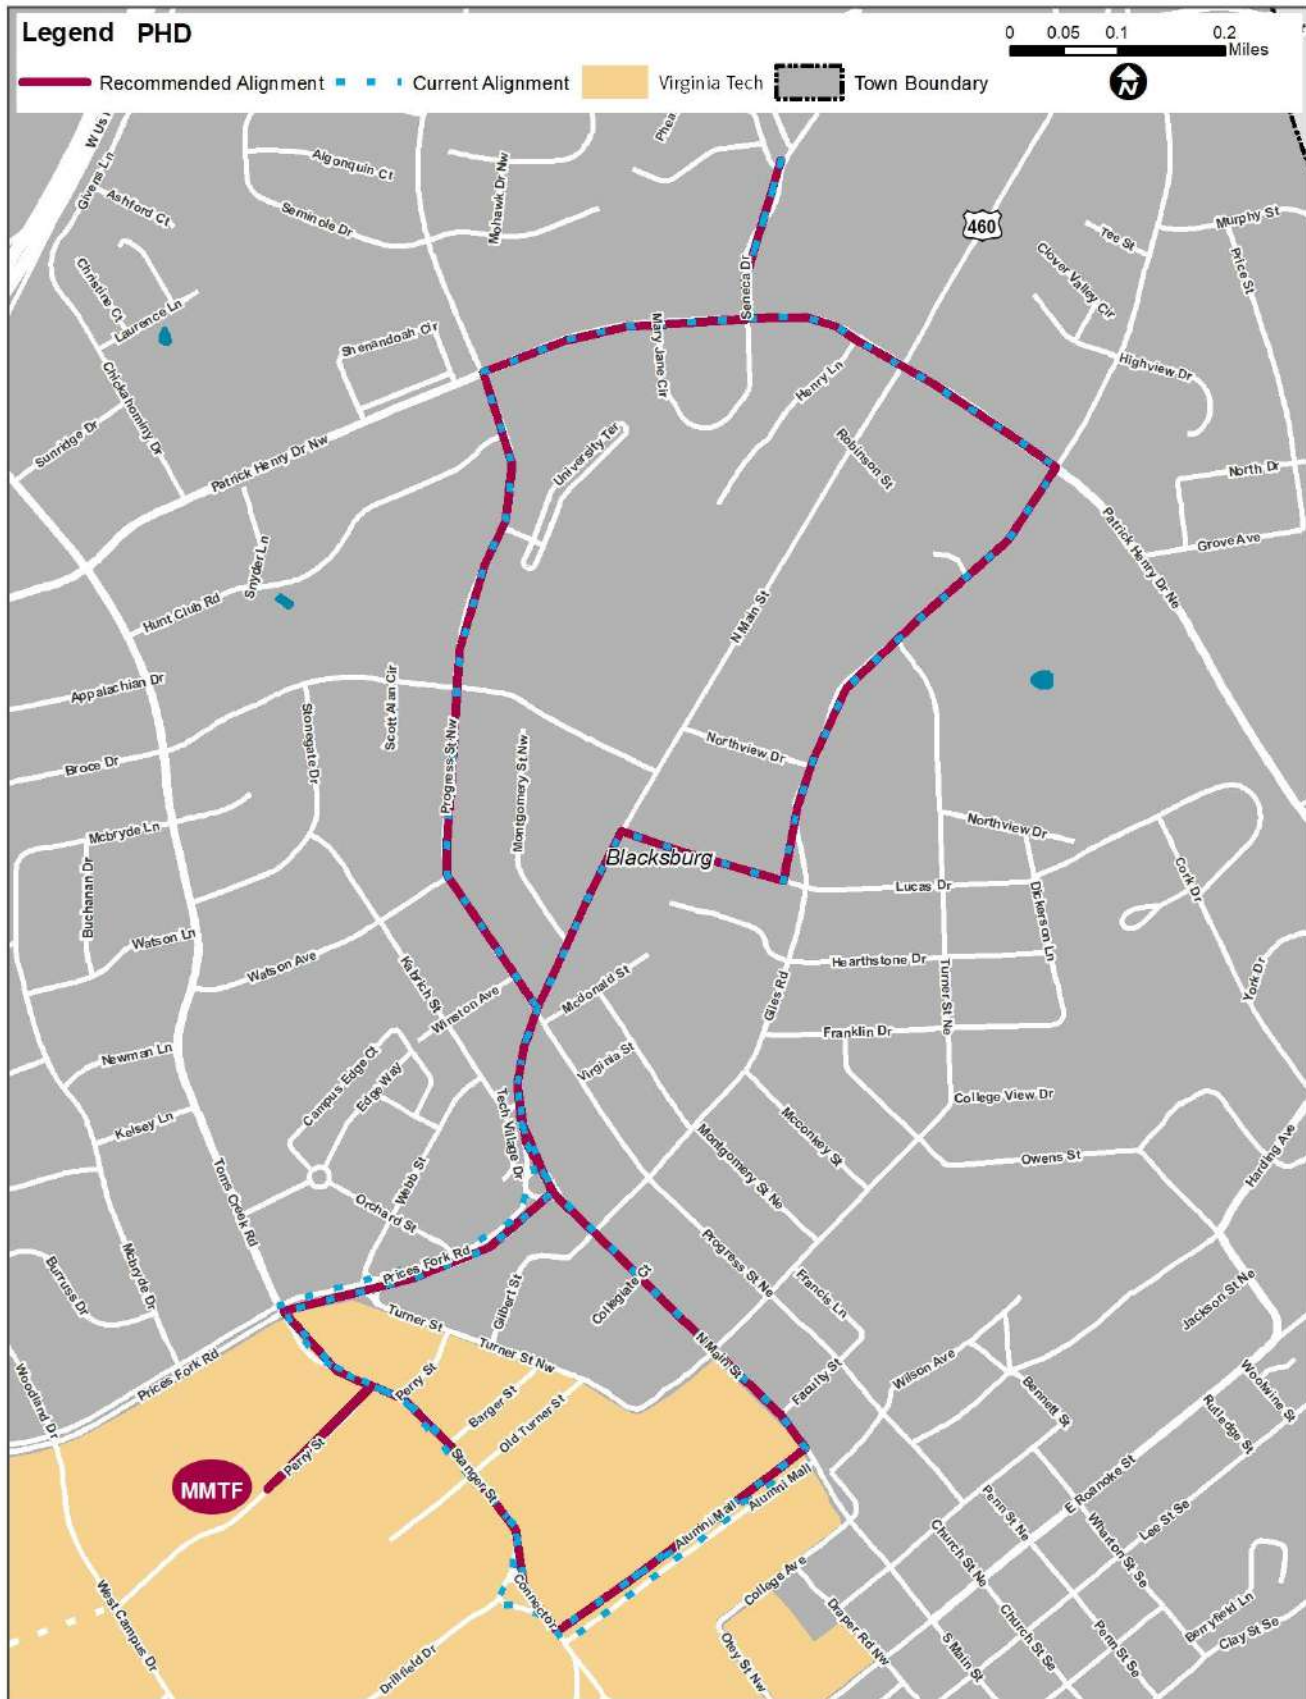 Legend PHD
0 0.05 0.1 0.2
Miles
Recommended Alignment
Current Alignment
Virginia Tech
Town Boundary
N
W US
Givens Ln
Ashford Ct
Algonquin Ct
Seminole Dr
Mohawk Dr Nw
Phea
460
Tee St
Murphy St
Price St
Clover Valley Cir
Christine Ct
Laurence Ln
Shenandoah Cir
Mary Jane Cir
Seneca Dr
Henry Ln
Highview Dr
Chickahominy Dr
Sunridge Dr
Patrick Henry Dr Nw
University Ter
Robinson St
North Dr
Patrick Henry Dr Ne
Grove Ave
Snyder Ln
Hunt Club Rd
N Main St
Appalachian Dr
Scott Alan Cir
Stonegate Dr
Broce Dr
Progress St Nw
Montgomery St Nw
Northview Dr
Mcbryde Ln
Northview Dr
Blacksburg
Buchanan Dr
Lucas Dr
Dickerson Ln
Cork Dr
Watson Ln
Watson Ave
Kabrich St
Winston Ave
Mcdonald St
Hearthstone Dr
Turner St Ne
York Dr
Giles Rd
Franklin Dr
Newman Ln
Campus Edge Ct
Edge Way
Virginia St
College View Dr
Kelsey Ln
Tech Village Dr
Montgomery St Ne
Mcconkey St
Owens St
Harding Ave
Toms Creek Rd
Webb St
Orchard St
Mcbryde Dr
Burruss Dr
Prices Fork Rd
Gilbert St
Collegiate Ct
Progress St Ne
Francis Ln
Jackson St Ne
Turner St
Turner St Nw
N Main St
Prices Fork Rd
Woodland Dr
Perry St
Barger St
Old Turner St
Faculty St
Wilson Ave
Bennett St
Woolwine St
Rutledge St
MMTF
Perry St
Stanger St
Alumni Mall
Alumni Mall
E Roanoke St
Penn St Ne
Wharton St Se
Lee St Se
Church St Ne
West Campus Dr
Connector
College Ave
Draper Rd Nw
Berryfield Ln
Clay St Se
Church St Se
Penn St Se
Drillfield Dr
Otey St Nw
S Main St